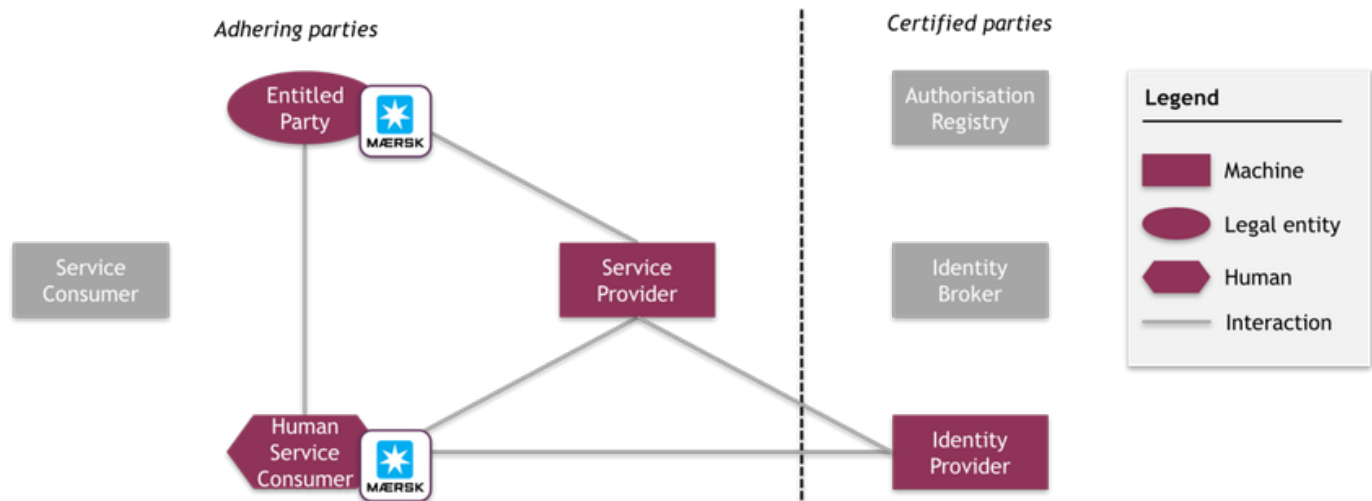 Adhering parties
Certified parties
Entitled
Party
MÆRSK
Authorisation
Registry
Legend
Machine
Legal entity
Human
Interaction
Service
Consumer
Service
Provider
Identity
Broker
Human
Service
Consumer
MÆRSK
Identity
Provider